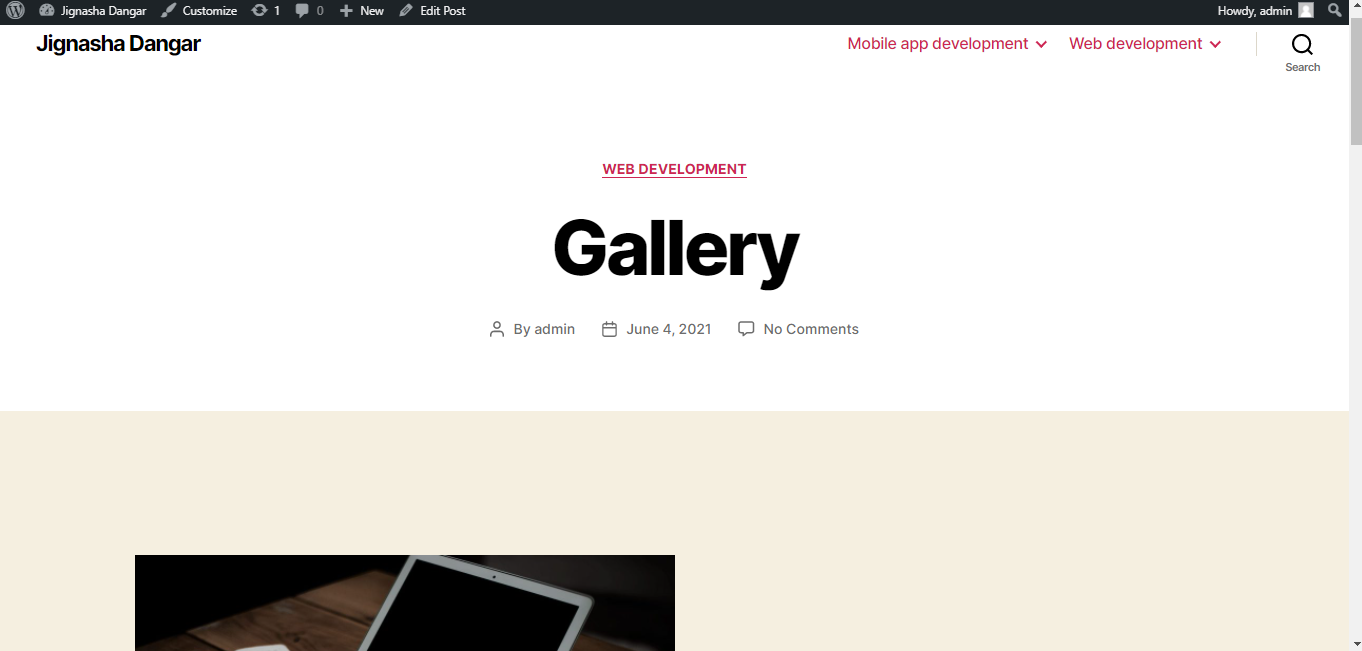 Jignasha Dangar Customize 1 0 New Edit Post Howdy, admin
Jignasha Dangar Mobile app development Web development
Search
WEB DEVELOPMENT
Gallery
By admin June 4, 2021 No Comments